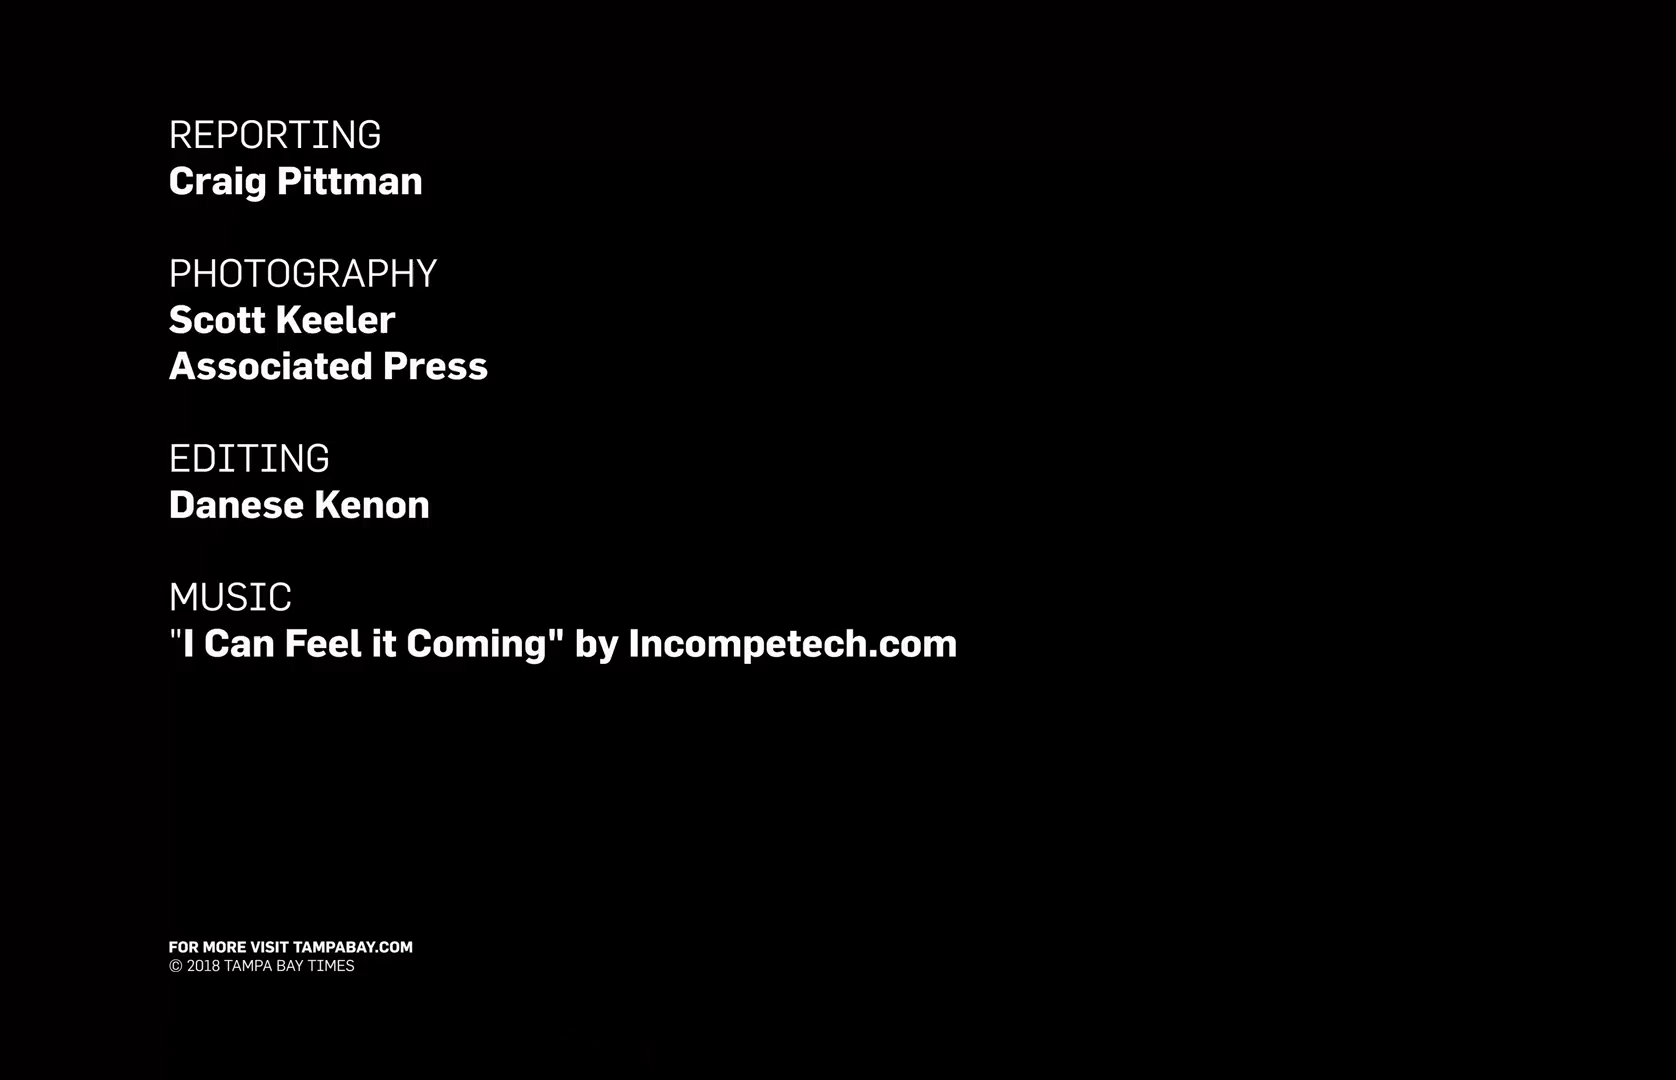 REPORTING
Craig Pittman
PHOTOGRAPHY
Scott Keeler
Associated Press
EDITING
Danese Kenon
MUSIC
"I Can Feel it Coming" by Incompetech.com
FOR MORE VISIT TAMPABAY.COM
© 2018 TAMPA BAY TIMES